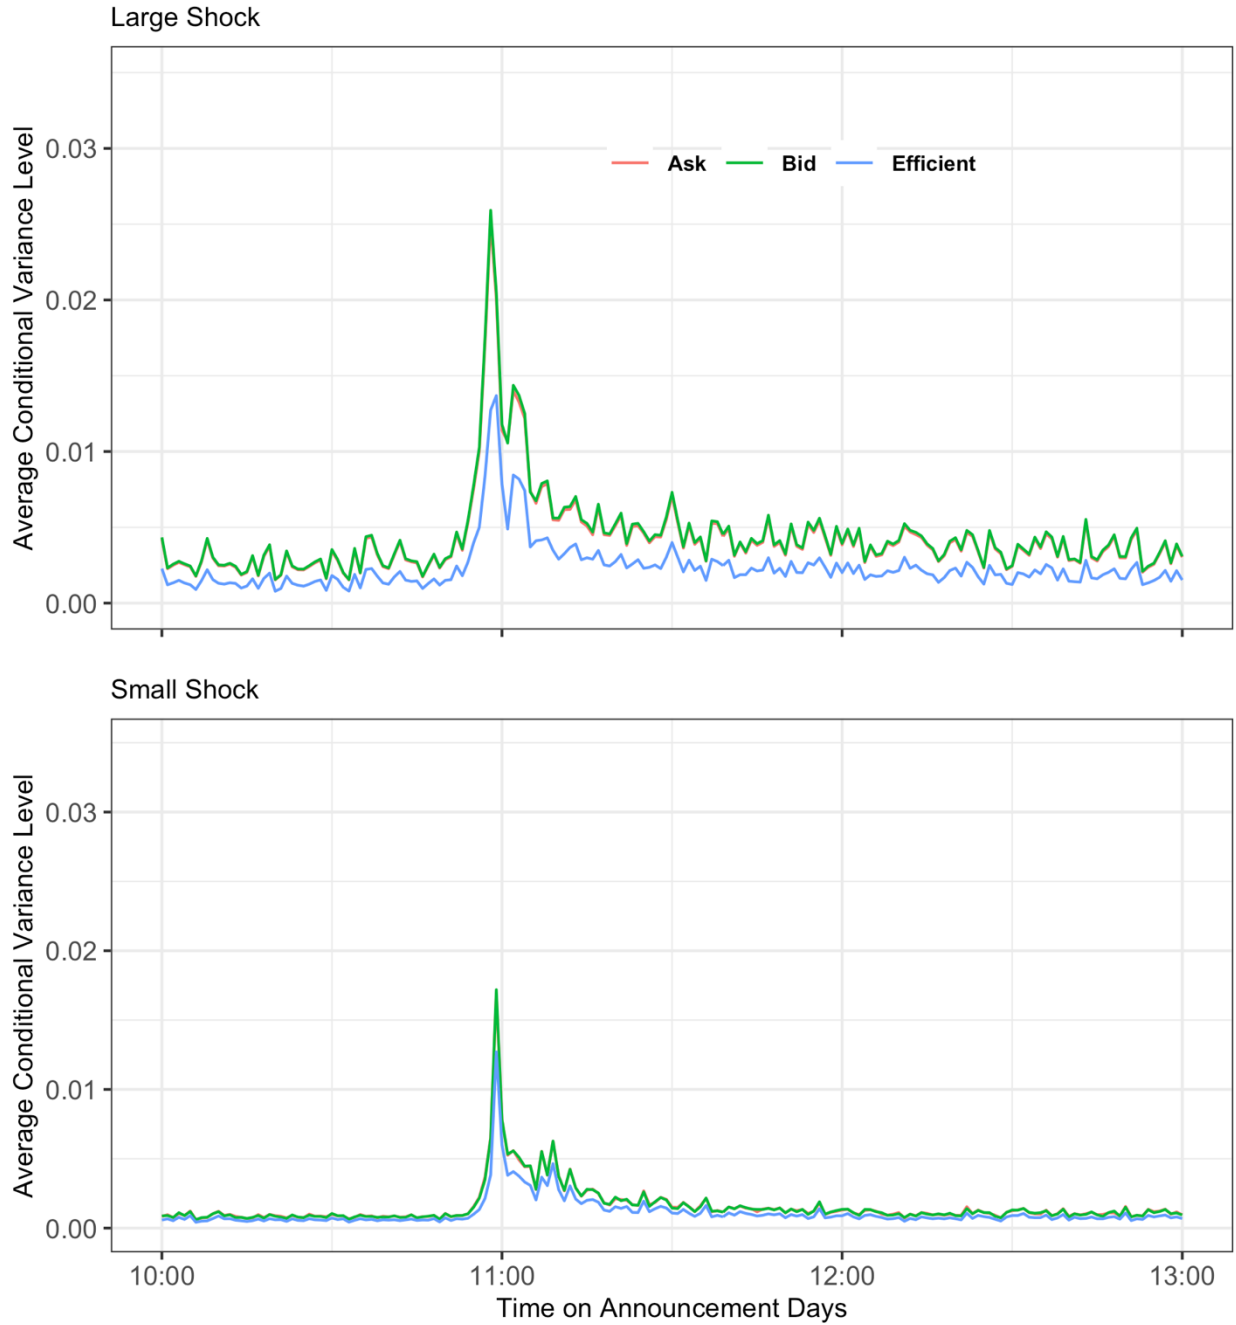 Large Shock
Average Conditional Variance Level
0.03
0.02
0.01
0.00
Ask Bid Efficient
Small Shock
Average Conditional Variance Level
0.03
0.02
0.01
0.00
10:00 11:00 12:00 13:00
Time on Announcement Days